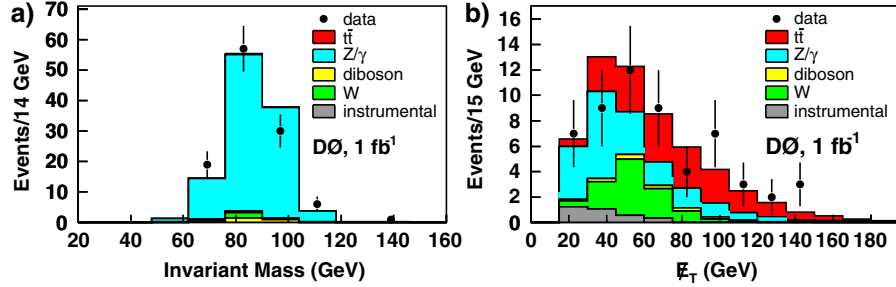 a)
Events/14 GeV
70
60
50
40
30
20
10
0
data
tt̄
Z/γ
diboson
W
instrumental
DØ, 1 fb-1
20 40 60 80 100 120 140 160
Invariant Mass (GeV)
b)
Events/15 GeV
16
14
12
10
8
6
4
2
0
data
tt̄
Z/γ
diboson
W
instrumental
DØ, 1 fb-1
20 40 60 80 100 120 140 160 180
E̸T (GeV)